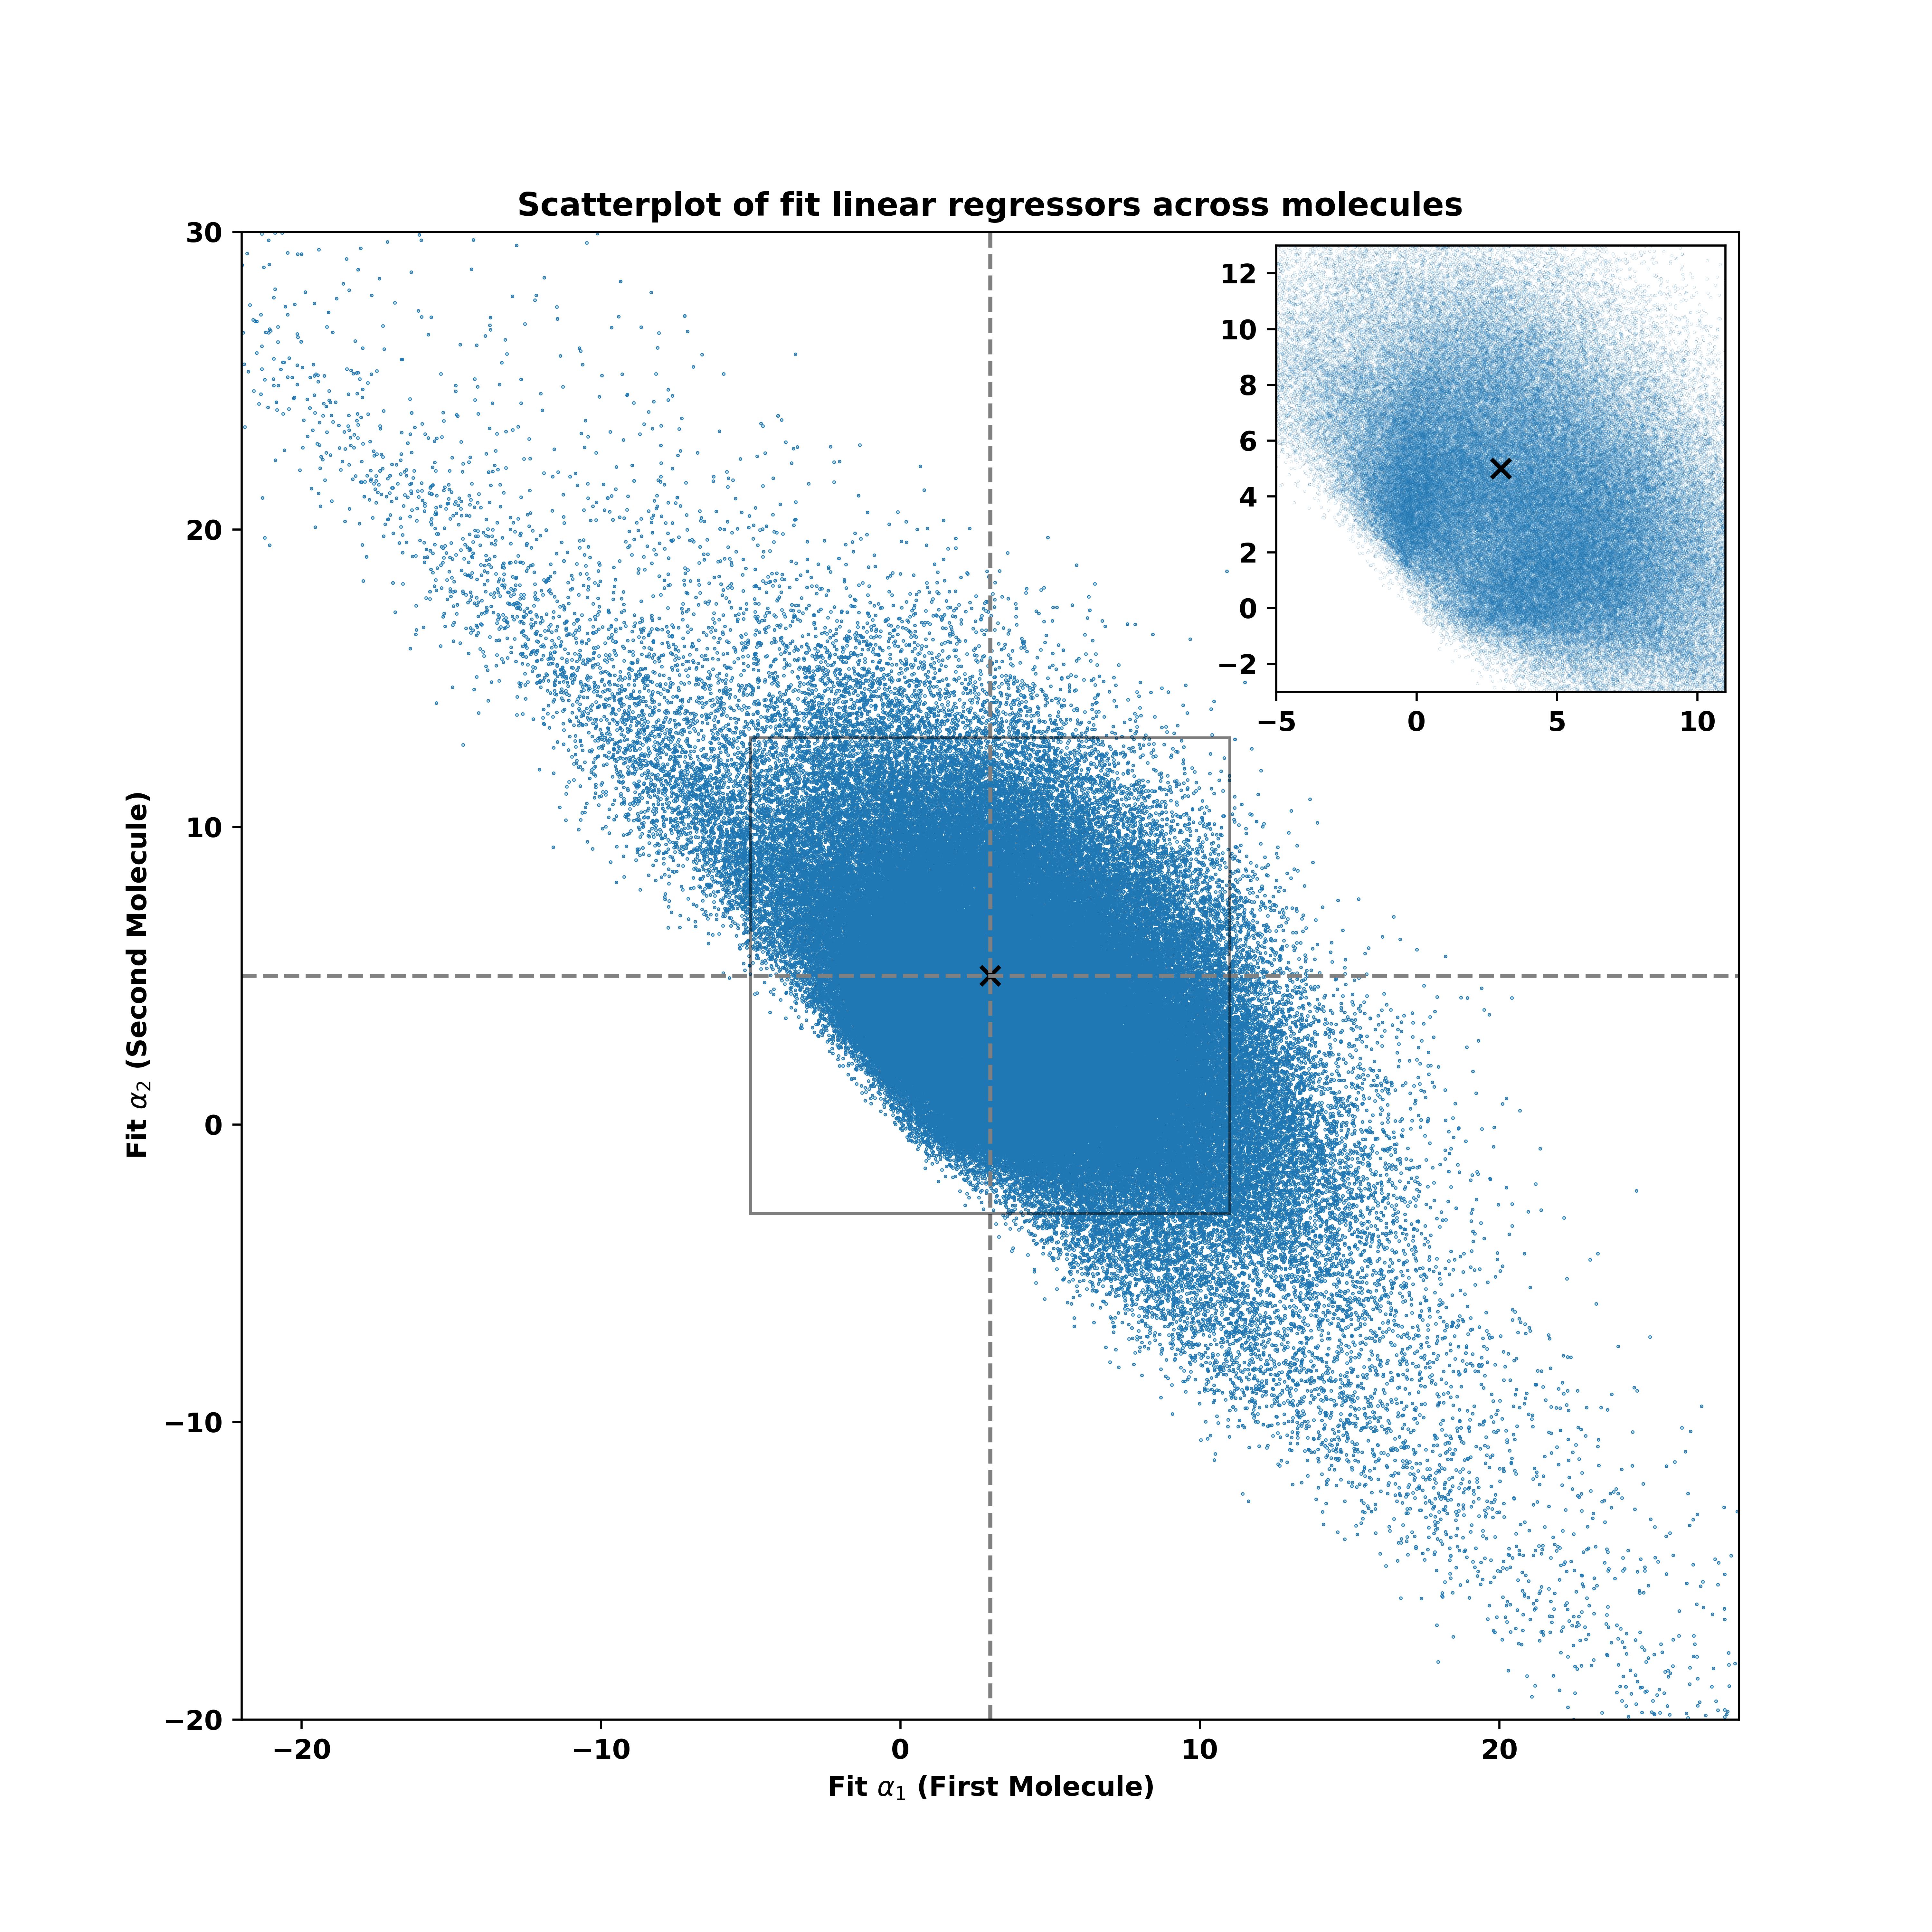 Scatterplot of fit linear regressors across molecules
30
20
10
0
−10
−20
Fit α₂ (Second Molecule)
12
10
8
6
4
2
0
−2
−5 0 5 10
−20 −10 0 10 20
Fit α₁ (First Molecule)